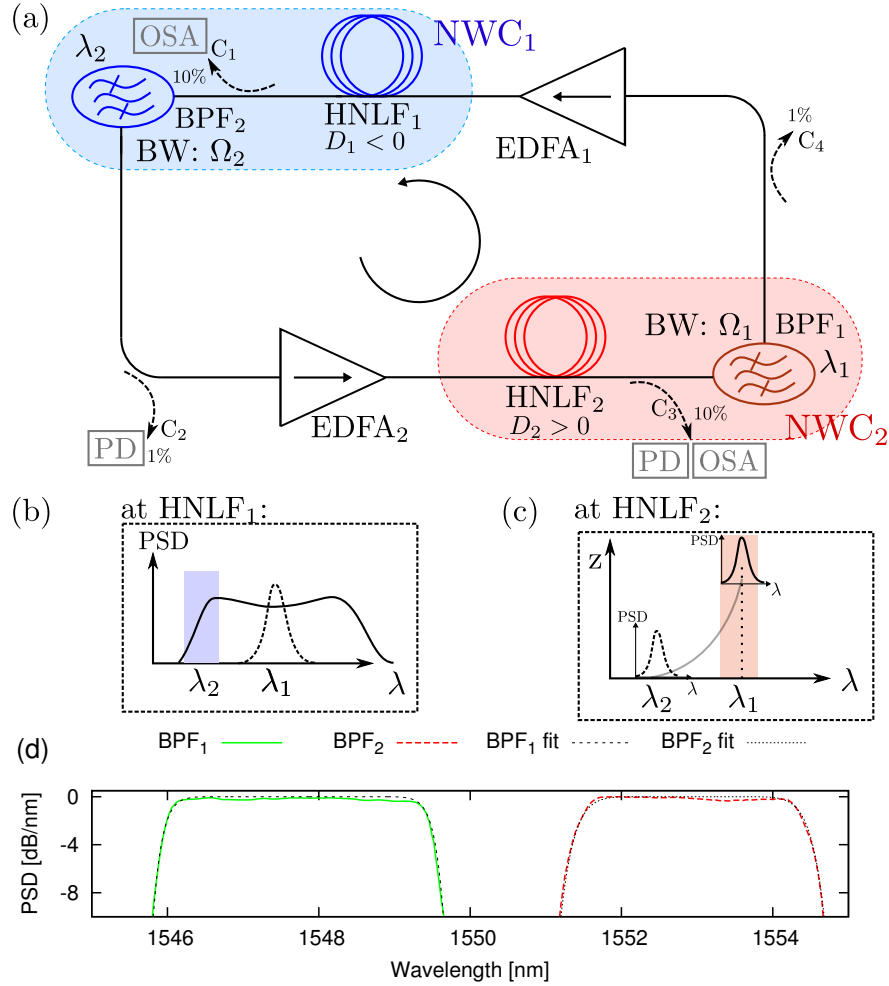 (a)
OSA
C₁
NWC₁
λ₂
10%
BPF₂
HNLF₁
D₁ < 0
BW: Ω₂
EDFA₁
1%
C₄
BW: Ω₁
BPF₁
λ₁
HNLF₂
D₂ > 0
C₃
10%
NWC₂
EDFA₂
C₂
PD
1%
PD
OSA
(b)
at HNLF₁:
PSD
λ₂
λ₁
λ
(c)
at HNLF₂:
z
PSD
λ
PSD
λ
λ₂
λ₁
λ
(d)
BPF₁
BPF₂
BPF₁ fit
BPF₂ fit
PSD [dB/nm]
0
-4
-8
1546
1548
1550
1552
1554
Wavelength [nm]